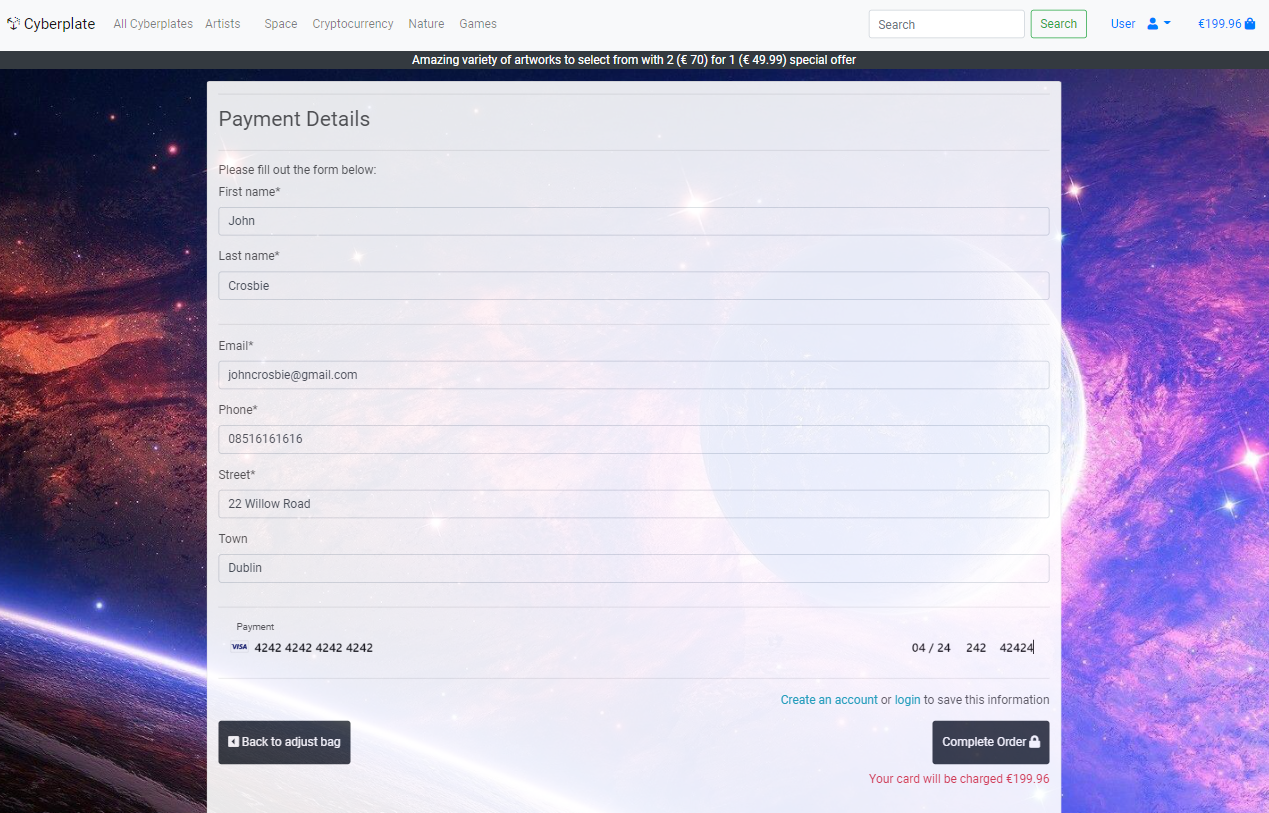 Cyberplate All Cyberplates Artists Space Cryptocurrency Nature Games Search Search User €199.96
Amazing variety of artworks to select from with 2 (€ 70) for 1 (€ 49.99) special offer
Payment Details
Please fill out the form below:
First name*
John
Last name*
Crosbie
Email*
johncrosbie@gmail.com
Phone*
08516161616
Street*
22 Willow Road
Town
Dublin
Payment
VISA 4242 4242 4242 4242 04 / 24 242 42424
Create an account or login to save this information
Back to adjust bag Complete Order
Your card will be charged €199.96